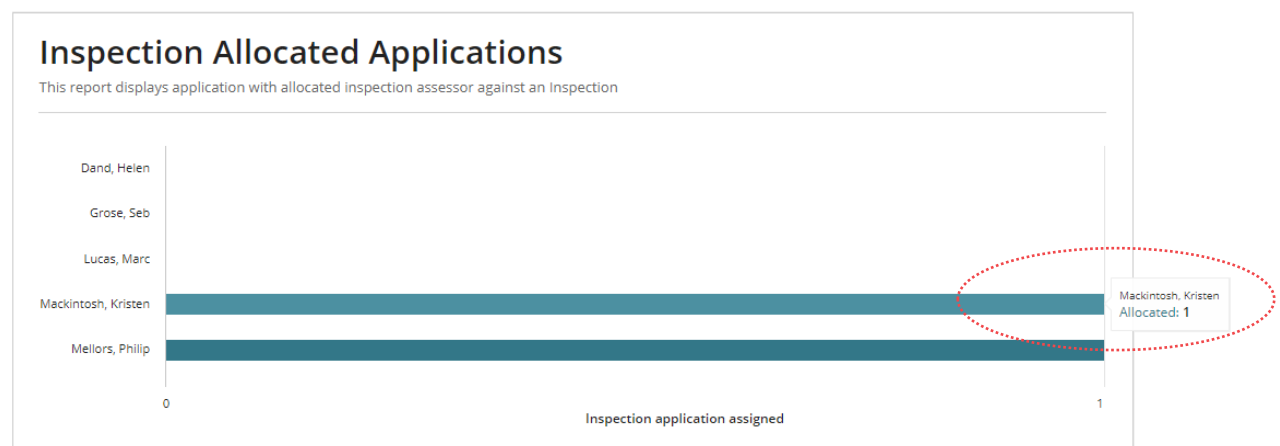 Inspection Allocated Applications
This report displays application with allocated inspection assessor against an Inspection
Dand, Helen
Grose, Seb
Lucas, Marc
Mackintosh, Kristen
Mackintosh, Kristen
Allocated: 1
Mellors, Philip
0
1
Inspection application assigned